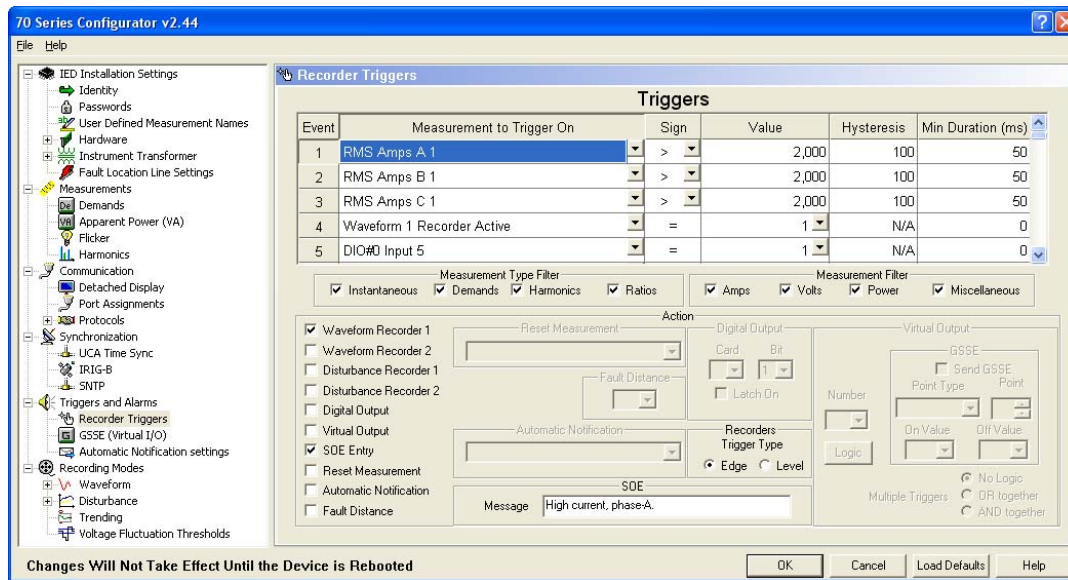 70 Series Configurator v2.44
File Help
IED Installation Settings
Identity
Passwords
User Defined Measurement Names
Hardware
Instrument Transformer
Fault Location Line Settings
Measurements
De Demands
VA Apparent Power (VA)
Flicker
Harmonics
Communication
Detached Display
Port Assignments
Protocols
Synchronization
UCA Time Sync
IRIG-B
SNTP
Triggers and Alarms
Recorder Triggers
G GSSE (Virtual I/O)
Automatic Notification settings
Recording Modes
Waveform
Disturbance
Trending
Voltage Fluctuation Thresholds
Recorder Triggers
Triggers
Event Measurement to Trigger On Sign Value Hysteresis Min Duration (ms)
1 RMS Amps A 1 > 2,000 100 50
2 RMS Amps B 1 > 2,000 100 50
3 RMS Amps C 1 > 2,000 100 50
4 Waveform 1 Recorder Active = 1 N/A 0
5 DIO#0 Input 5 = 1 N/A 0
Measurement Type Filter
Instantaneous Demands Harmonics Ratios
Measurement Filter
Amps Volts Power Miscellaneous
Action
Waveform Recorder 1
Waveform Recorder 2
Disturbance Recorder 1
Disturbance Recorder 2
Digital Output
Virtual Output
SOE Entry
Reset Measurement
Automatic Notification
Fault Distance
Reset Measurement
Fault Distance
Automatic Notification
Digital Output
Card Bit
1
Latch On
Recorders
Trigger Type
Edge Level
SOE
Message High current, phase-A.
Virtual Output
Number
Logic
GSSE
Send GSSE
Point Type Point
On Value Off Value
Multiple Triggers
No Logic
OR together
AND together
Changes Will Not Take Effect Until the Device is Rebooted
OK Cancel Load Defaults Help